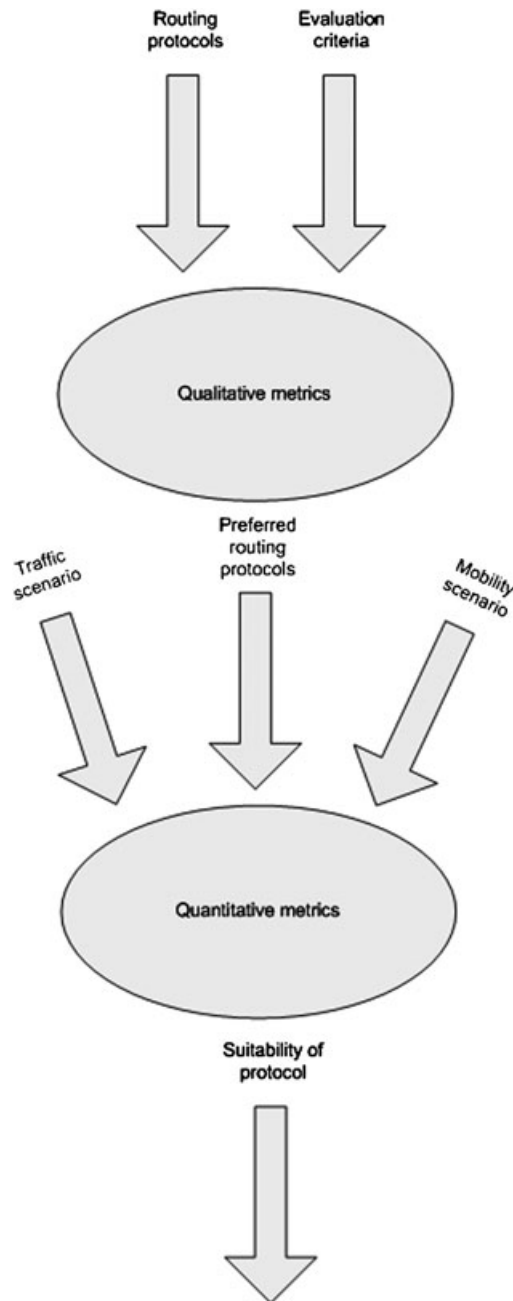 Routing
protocols
Evaluation
criteria
Qualitative metrics
Preferred
routing
protocols
Traffic
scenario
Mobility
scenario
Quantitative metrics
Suitability of
protocol